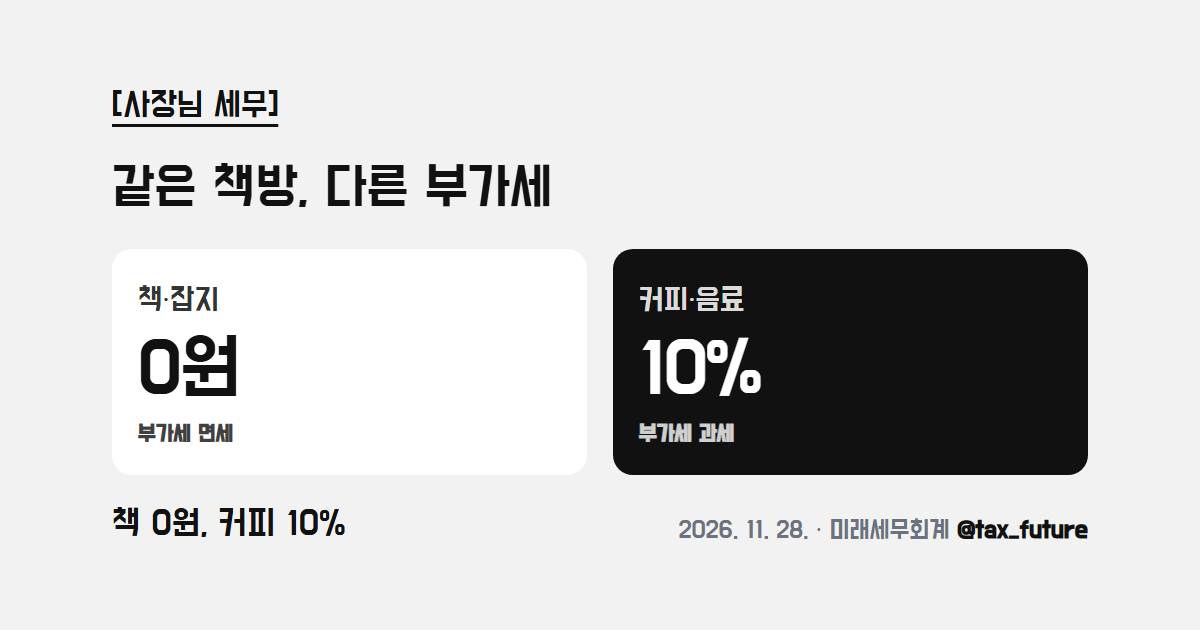 [사장님 세무]
같은 책방, 다른 부가세
책·잡지
0원
부가세 면세
커피·음료
10%
부가세 과세
책 0원, 커피 10%
2026. 11. 28. · 미래세무회계 @tax_future